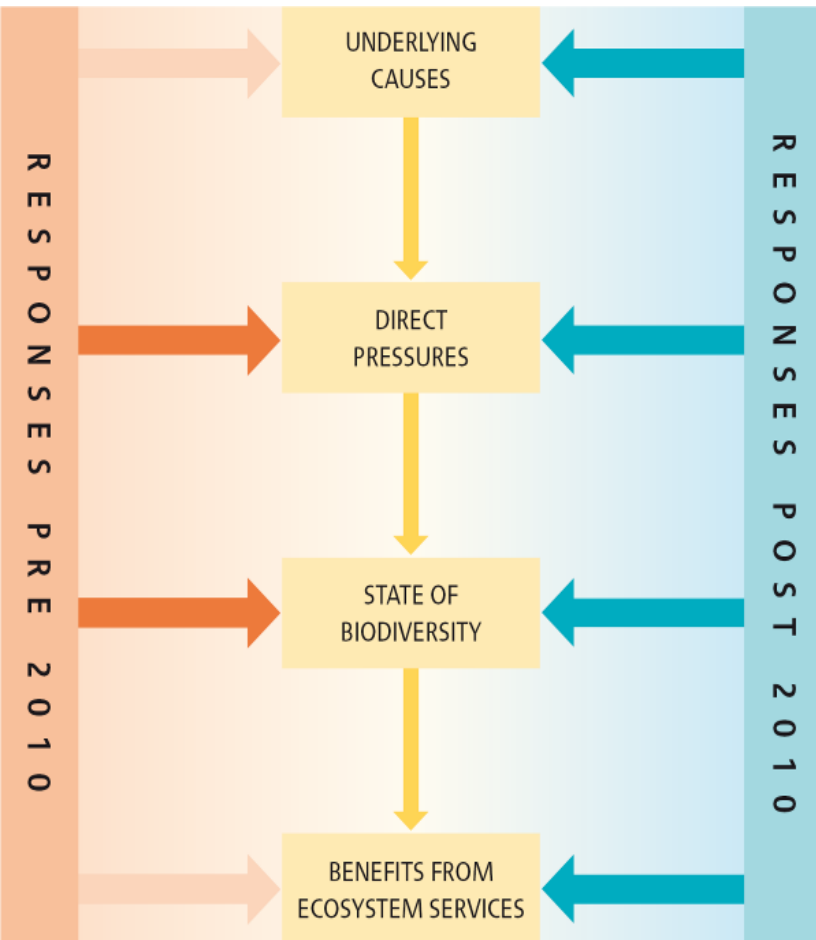 RESPONSES PRE 2010
UNDERLYING
CAUSES
DIRECT
PRESSURES
STATE OF
BIODIVERSITY
BENEFITS FROM
ECOSYSTEM SERVICES
RESPONSES POST 2010